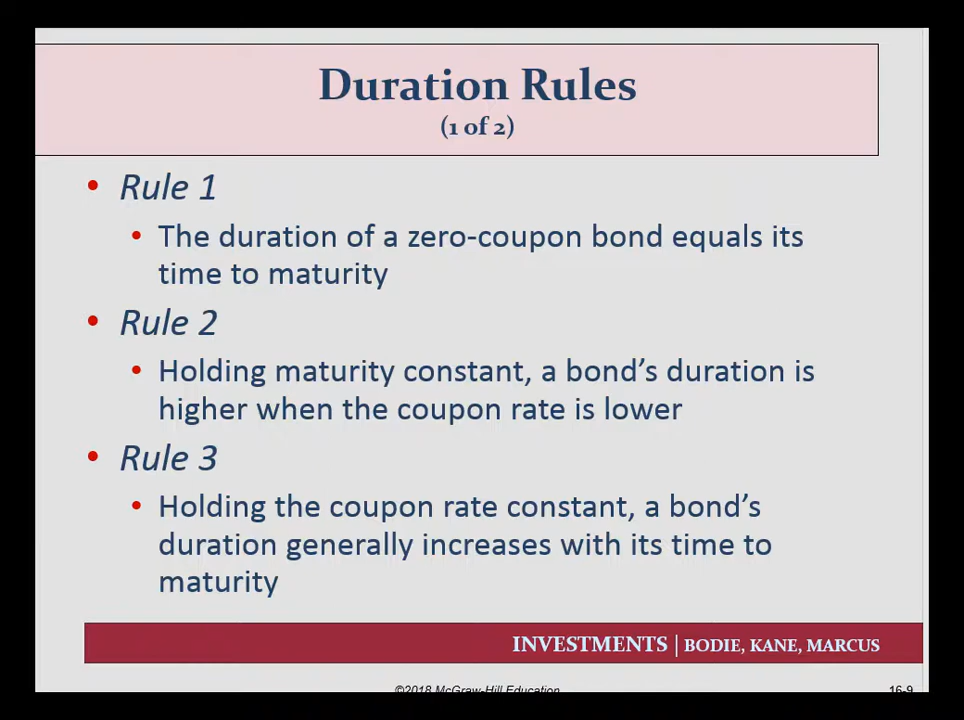 Duration Rules
(1 of 2)
• Rule 1
• The duration of a zero-coupon bond equals its
time to maturity
• Rule 2
• Holding maturity constant, a bond’s duration is
higher when the coupon rate is lower
• Rule 3
• Holding the coupon rate constant, a bond’s
duration generally increases with its time to
maturity
INVESTMENTS | BODIE, KANE, MARCUS
©2018 McGraw-Hill Education
16-9